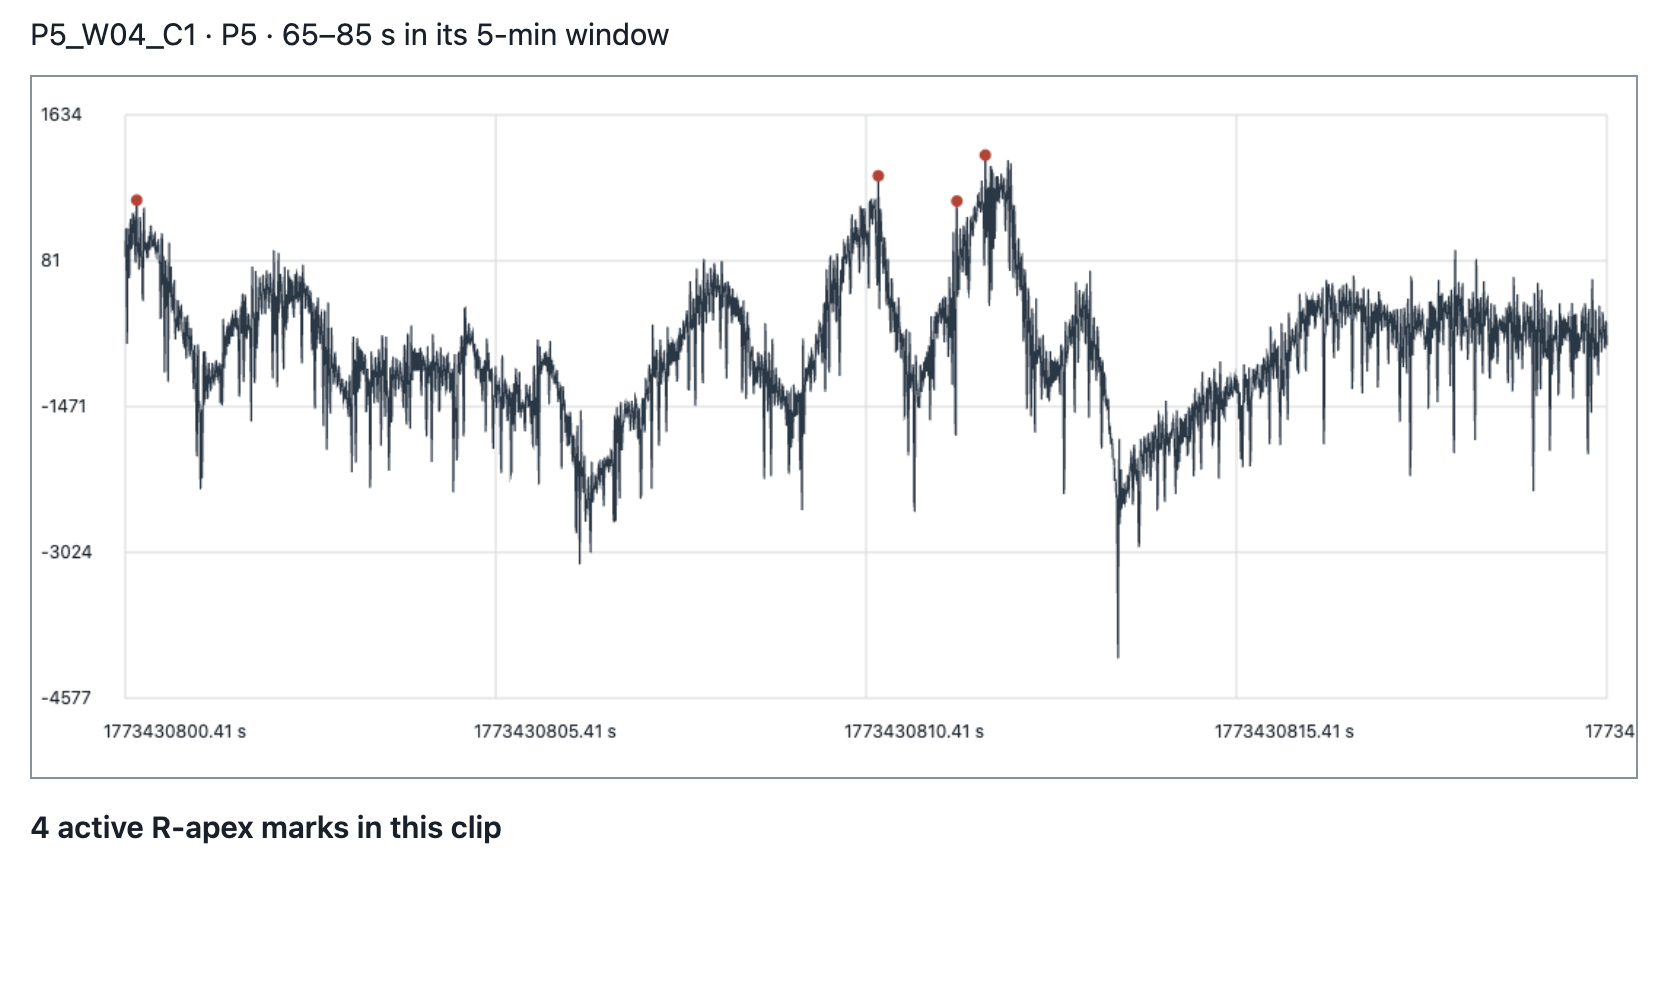 P5_W04_C1 · P5 · 65–85 s in its 5-min window
1634
81
-1471
-3024
-4577
1773430800.41 s
1773430805.41 s
1773430810.41 s
1773430815.41 s
17734
4 active R-apex marks in this clip